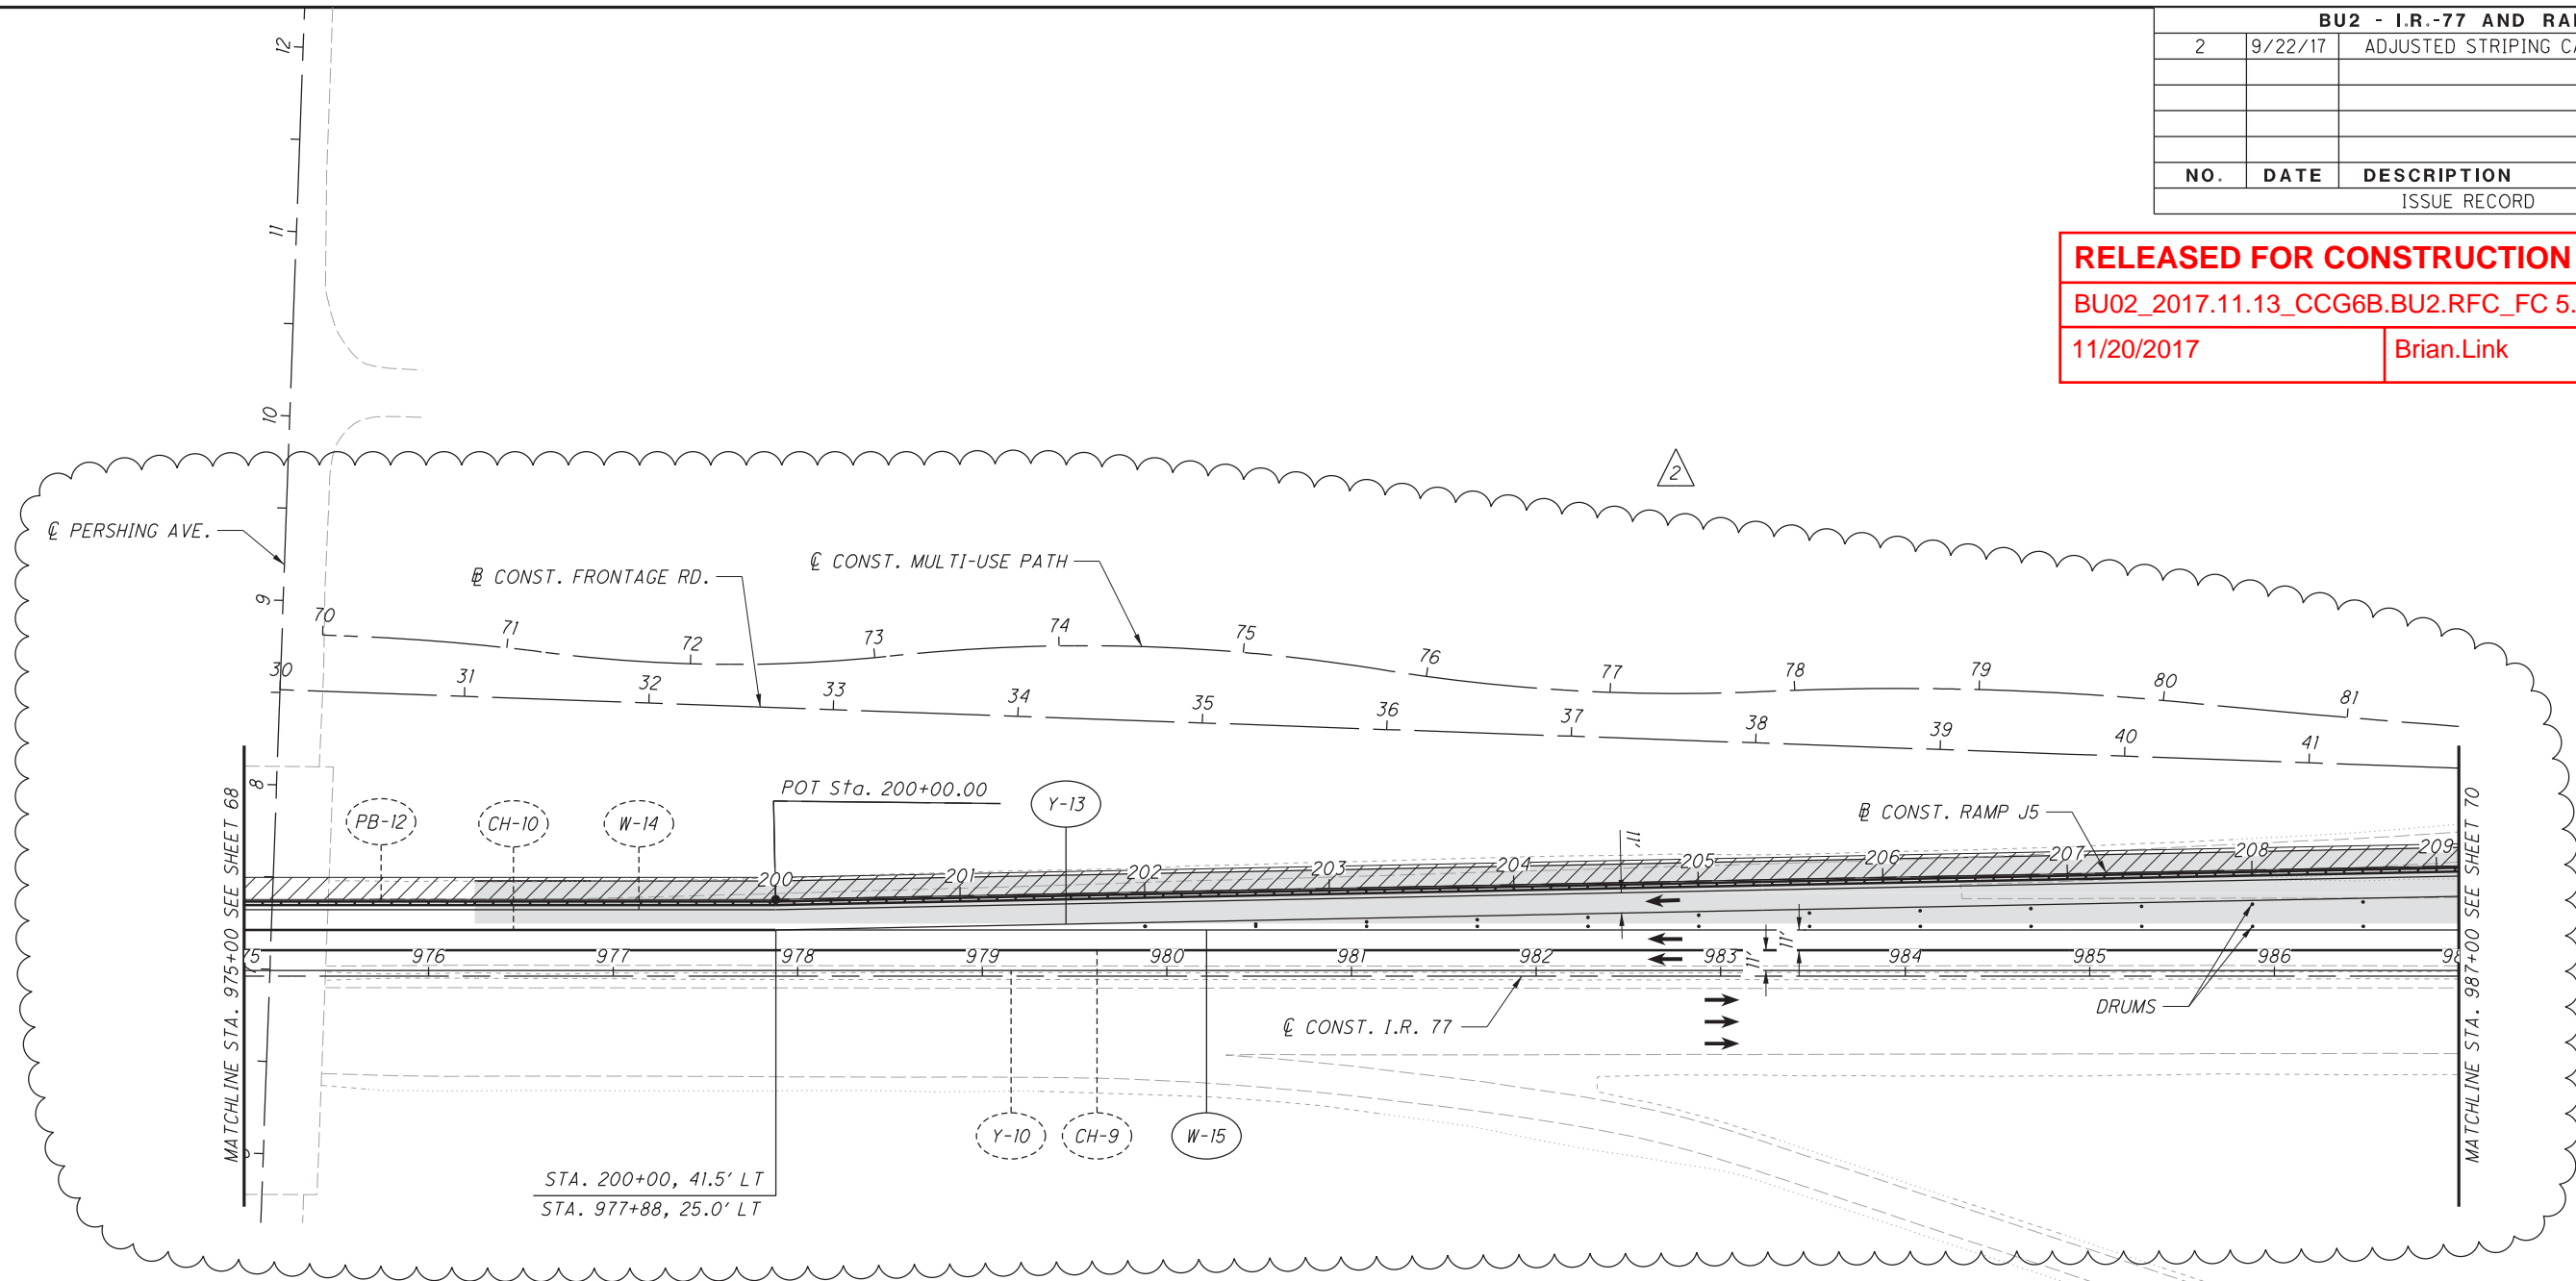 BU2 - I.R.-77 AND
2 9/22/17 ADJUSTED STRIPING
NO. DATE DESCRIPTION
ISSUE RECORD
RELEASED FOR CONSTRUCTION
BU02_2017.11.13_CCG6B.BU2.RFC_FC 5.
11/20/2017 Brian.Link
12
11
10
9
8
2
℄ PERSHING AVE.
℄ CONST. MULTI-USE PATH
B̲L CONST. FRONTAGE RD.
70 71 72 73 74 75 76 77 78 79 80 81
30 31 32 33 34 35 36 37 38 39 40 41
POT Sta. 200+00.00
Y-13
PB-12
CH-10
W-14
B̲L CONST. RAMP J5
11'
200 201 202 203 204 205 206 207 208 209
976 977 978 979 980 981 982 983 984 985 986
11'
11'
MATCHLINE STA. 975+00 SEE SHEET 68
MATCHLINE STA. 987+00 SEE SHEET 70
DRUMS
℄ CONST. I.R. 77
Y-10
CH-9
W-15
STA. 200+00, 41.5' LT
STA. 977+88, 25.0' LT